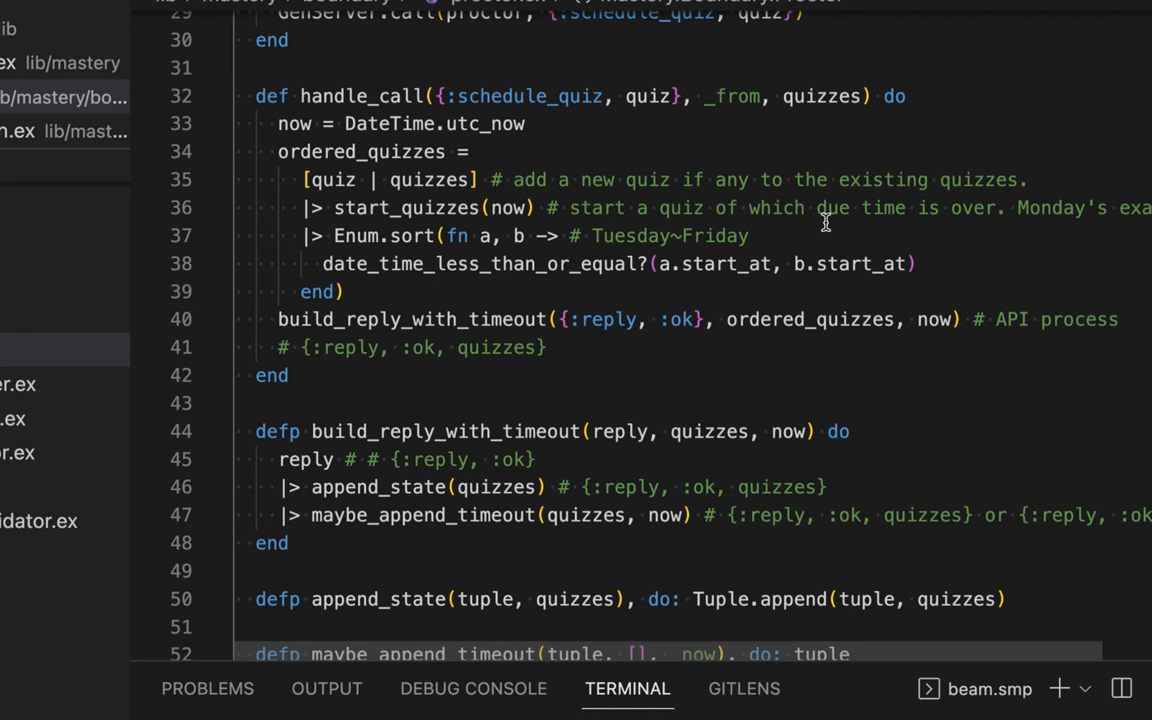 lib
ex lib/mastery
b/mastery/bo...
n.ex lib/mast...
er.ex
.ex
or.ex
idator.ex
29 GenServer.call(proctor, {:schedule_quiz, quiz})
30 end
31
32 def handle_call({:schedule_quiz, quiz}, _from, quizzes) do
33 now = DateTime.utc_now
34 ordered_quizzes =
35 [quiz | quizzes] # add a new quiz if any to the existing quizzes.
36 |> start_quizzes(now) # start a quiz of which due time is over. Monday's exa
37 |> Enum.sort(fn a, b -> # Tuesday~Friday
38 date_time_less_than_or_equal?(a.start_at, b.start_at)
39 end)
40 build_reply_with_timeout({:reply, :ok}, ordered_quizzes, now) # API process
41 # {:reply, :ok, quizzes}
42 end
43
44 defp build_reply_with_timeout(reply, quizzes, now) do
45 reply # # {:reply, :ok}
46 |> append_state(quizzes) # {:reply, :ok, quizzes}
47 |> maybe_append_timeout(quizzes, now) # {:reply, :ok, quizzes} or {:reply, :ok
48 end
49
50 defp append_state(tuple, quizzes), do: Tuple.append(tuple, quizzes)
51
52 defp maybe_append_timeout(tuple, [], _now), do: tuple
PROBLEMS OUTPUT DEBUG CONSOLE TERMINAL GITLENS beam.smp